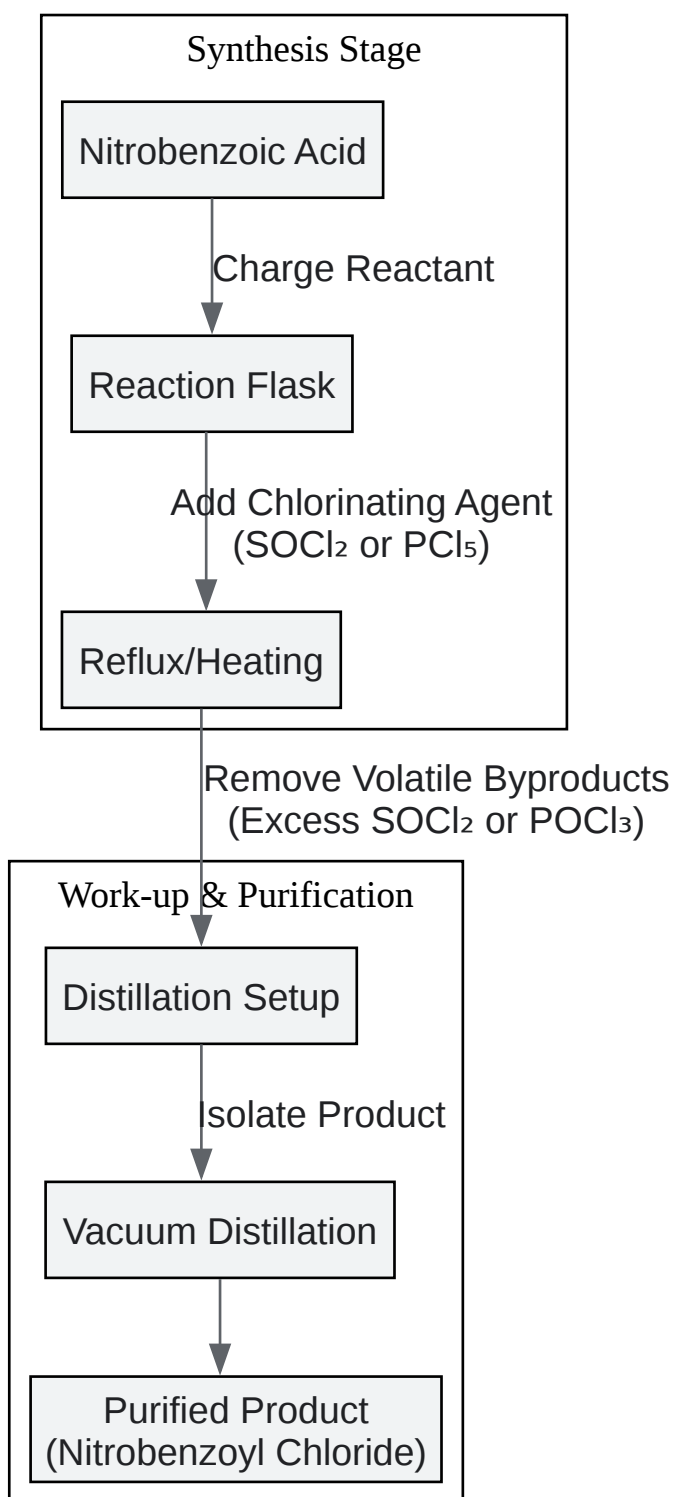 Synthesis Stage
Nitrobenzoic Acid
Charge Reactant
Reaction Flask
Add Chlorinating Agent
(SOCl₂ or PCl₅)
Reflux/Heating
Remove Volatile Byproducts
(Excess SOCl₂ or POCl₃)
Work-up & Purification
Distillation Setup
Isolate Product
Vacuum Distillation
Purified Product
(Nitrobenzoyl Chloride)